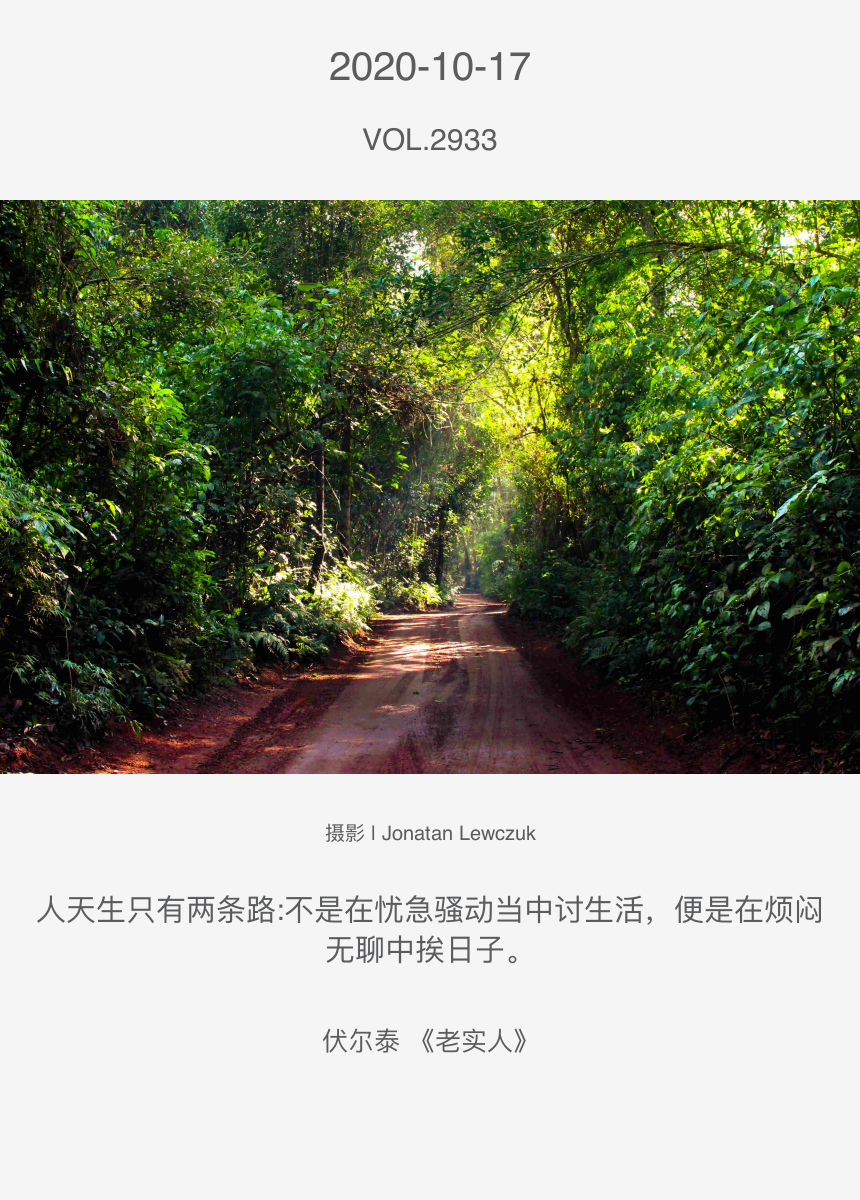 2020-10-17
VOL.2933
摄影 | Jonatan Lewczuk
人天生只有两条路:不是在忧急骚动当中讨生活，便是在烦闷
无聊中挨日子。
伏尔泰 《老实人》